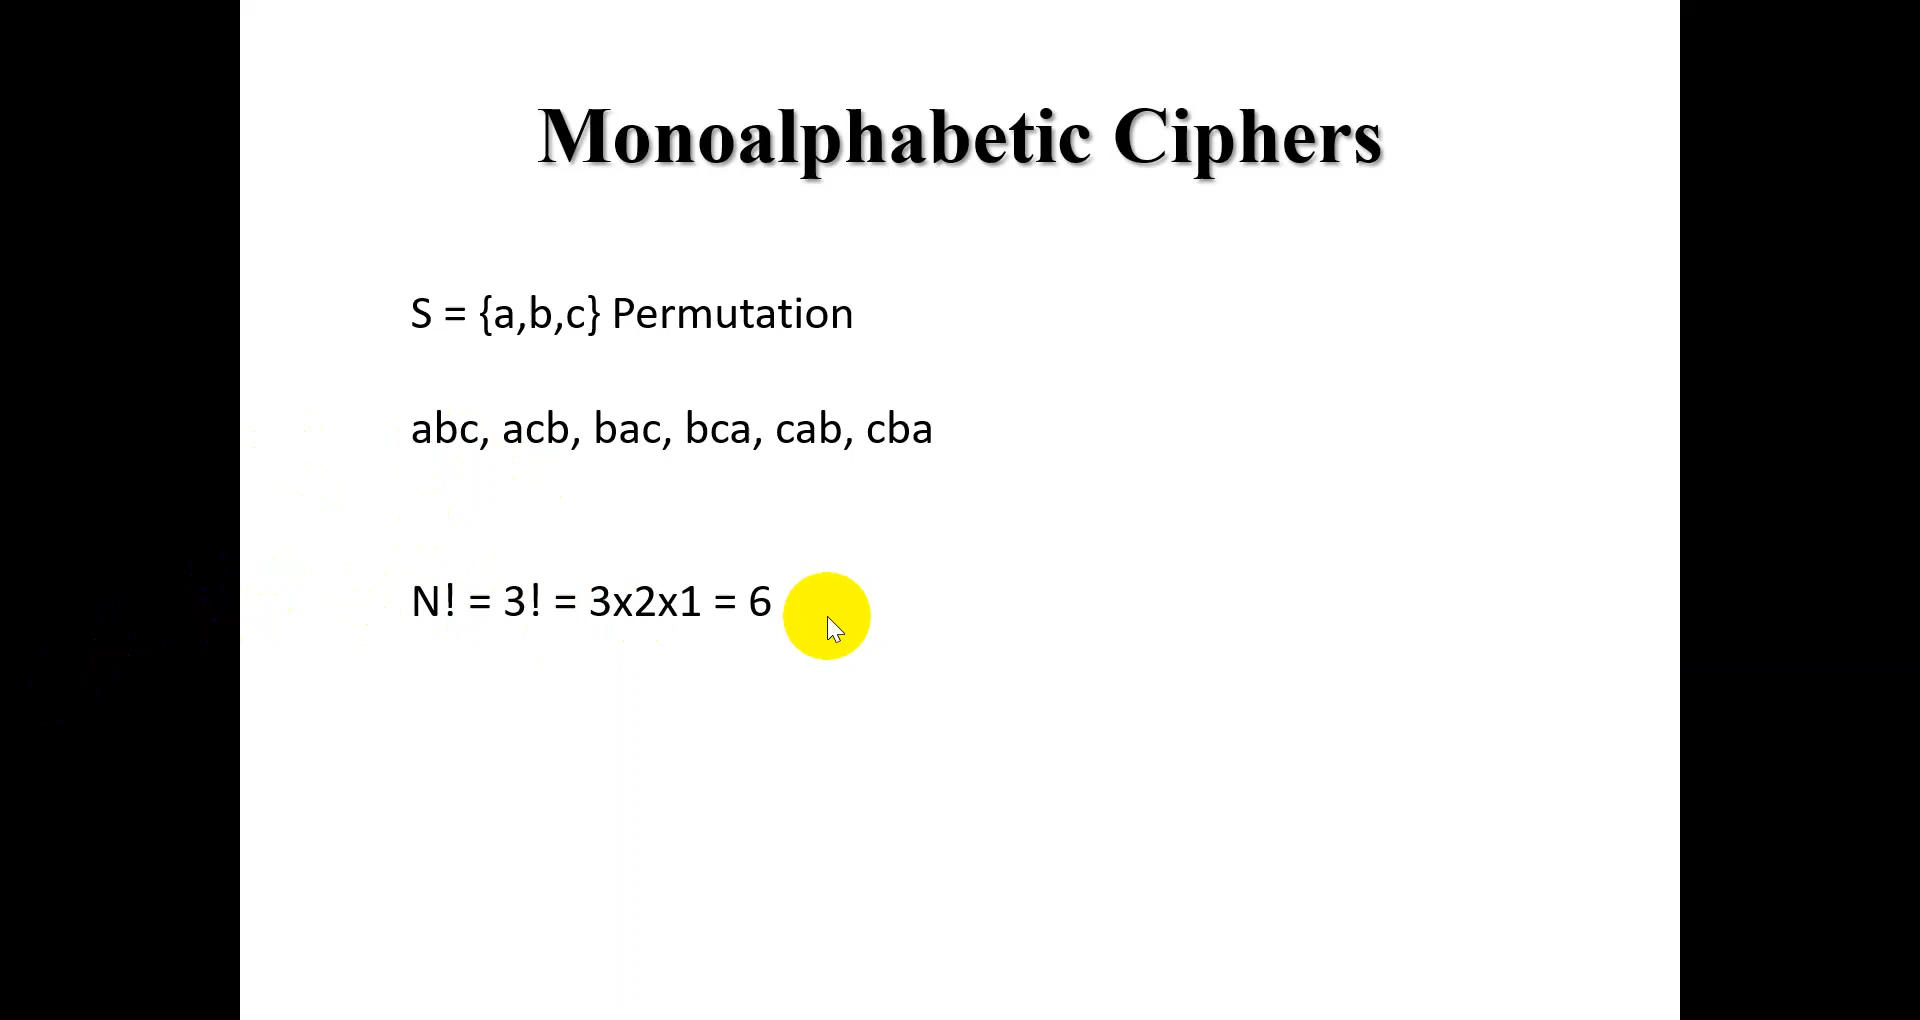 Monoalphabetic Ciphers
S = {a,b,c} Permutation
abc, acb, bac, bca, cab, cba
N! = 3! = 3x2x1 = 6